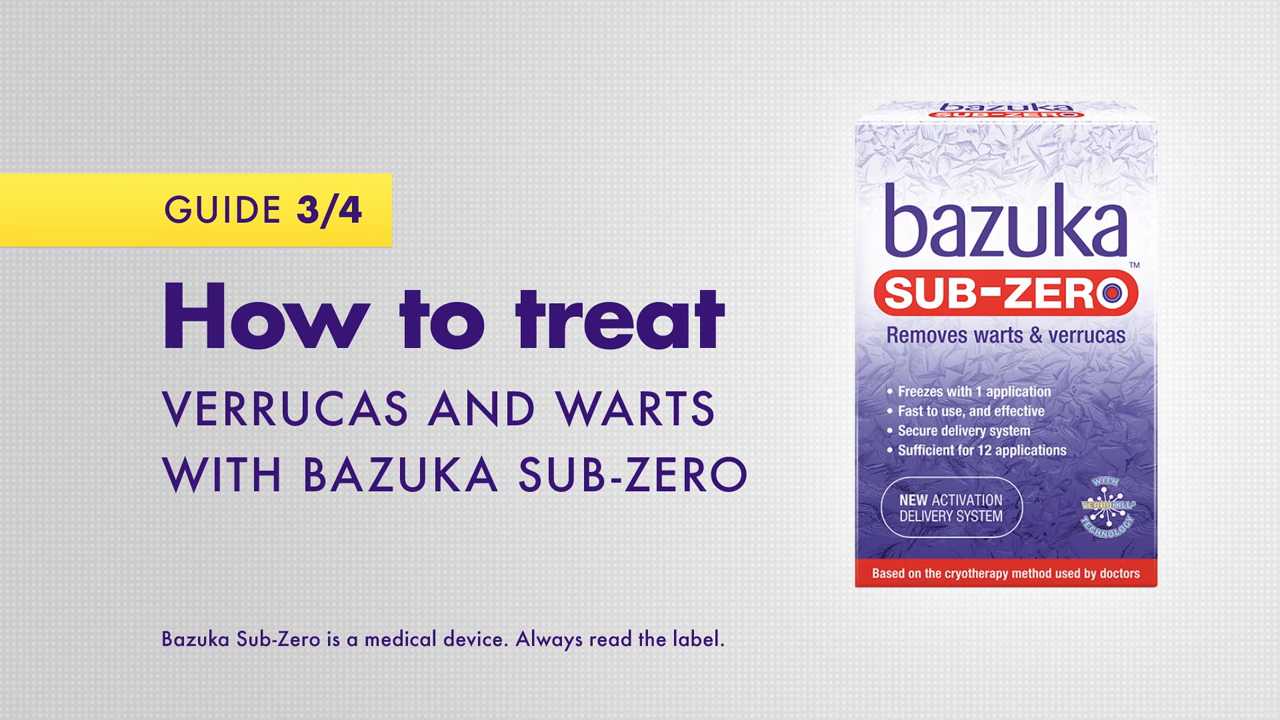 GUIDE 3/4
How to treat
VERRUCAS AND WARTS
WITH BAZUKA SUB-ZERO
Bazuka Sub-Zero is a medical device. Always read the label.
bazuka
SUB-ZERO
bazuka™
SUB-ZERO
Removes warts & verrucas
• Freezes with 1 application
• Fast to use, and effective
• Secure delivery system
• Sufficient for 12 applications
NEW ACTIVATION
DELIVERY SYSTEM
WITH
TECHNOLOGY
Based on the cryotherapy method used by doctors